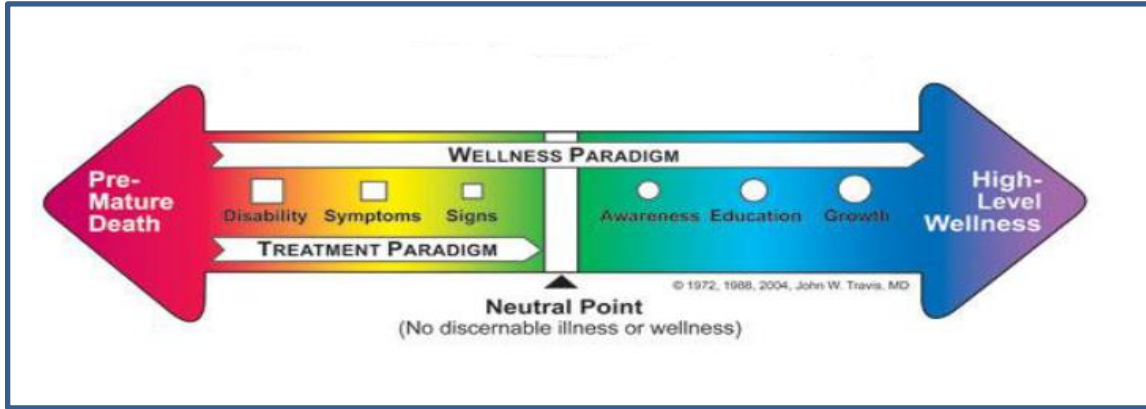 WELLNESS PARADIGM
Pre-
Mature
Death
Disability Symptoms Signs
Awareness Education Growth
High-
Level
Wellness
TREATMENT PARADIGM
© 1972, 1988, 2004, John W. Travis, MD
Neutral Point
(No discernable illness or wellness)